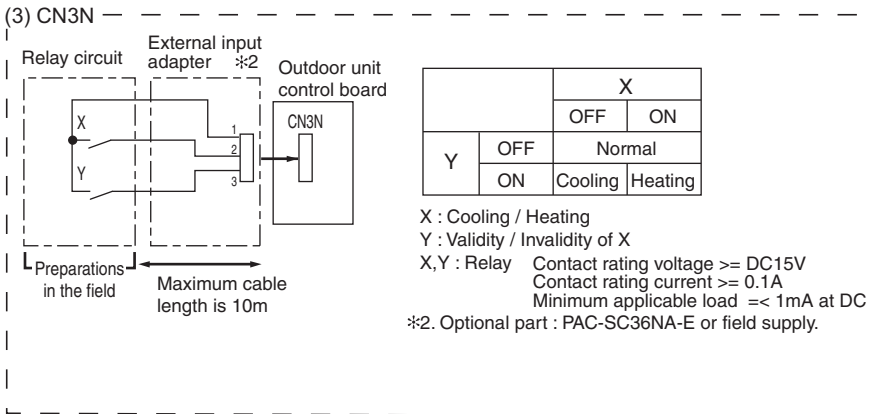 (3) CN3N
Relay circuit
External input
adapter ✻2
Outdoor unit
control board
X
Y
1
2
3
CN3N
Preparations
in the field
Maximum cable
length is 10m
X
OFF ON
Y OFF Normal
ON Cooling Heating
X : Cooling / Heating
Y : Validity / Invalidity of X
X,Y : Relay Contact rating voltage >= DC15V
Contact rating current >= 0.1A
Minimum applicable load =< 1mA at DC
✻2. Optional part : PAC-SC36NA-E or field supply.